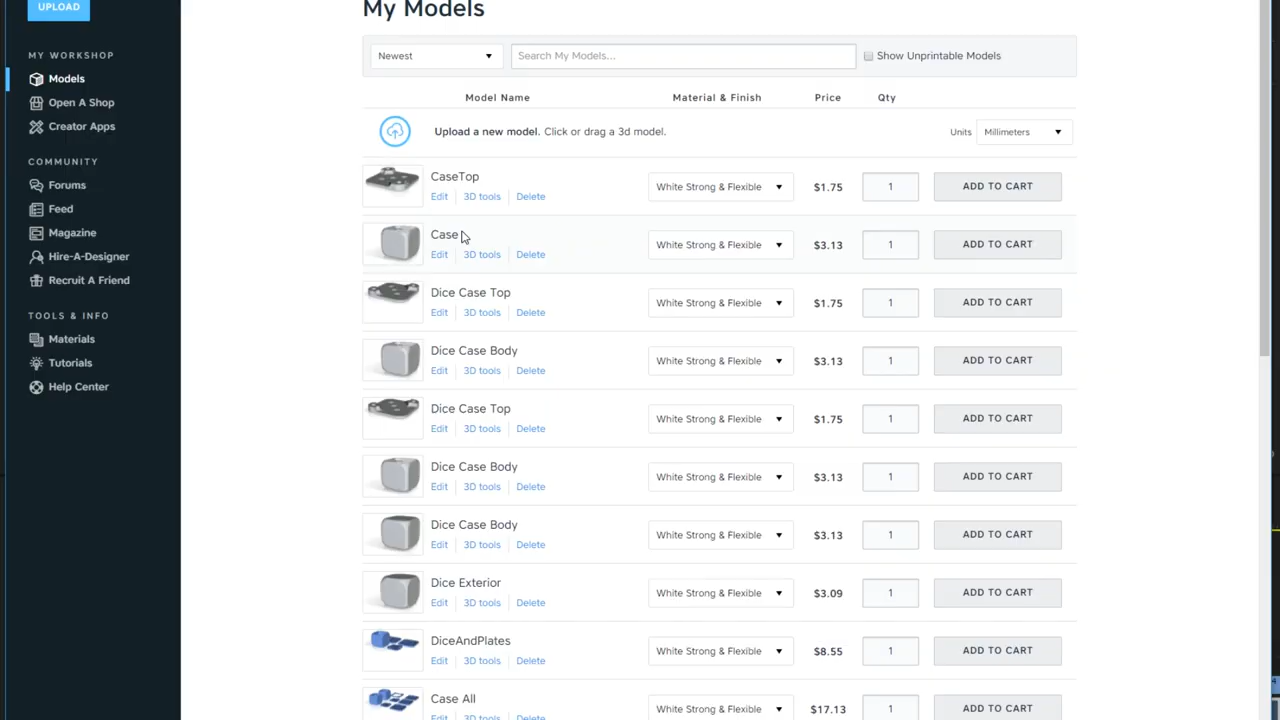 UPLOAD
MY WORKSHOP
Models
Open A Shop
Creator Apps
COMMUNITY
Forums
Feed
Magazine
Hire-A-Designer
Recruit A Friend
TOOLS & INFO
Materials
Tutorials
Help Center
My Models
Newest
Search My Models...
Show Unprintable Models
Model Name Material & Finish Price Qty
Upload a new model. Click or drag a 3d model. Units Millimeters
CaseTop
Edit 3D tools Delete
White Strong & Flexible $1.75 1 ADD TO CART
Case
Edit 3D tools Delete
White Strong & Flexible $3.13 1 ADD TO CART
Dice Case Top
Edit 3D tools Delete
White Strong & Flexible $1.75 1 ADD TO CART
Dice Case Body
Edit 3D tools Delete
White Strong & Flexible $3.13 1 ADD TO CART
Dice Case Top
Edit 3D tools Delete
White Strong & Flexible $1.75 1 ADD TO CART
Dice Case Body
Edit 3D tools Delete
White Strong & Flexible $3.13 1 ADD TO CART
Dice Case Body
Edit 3D tools Delete
White Strong & Flexible $3.13 1 ADD TO CART
Dice Exterior
Edit 3D tools Delete
White Strong & Flexible $3.09 1 ADD TO CART
DiceAndPlates
Edit 3D tools Delete
White Strong & Flexible $8.55 1 ADD TO CART
Case All
Edit 3D tools Delete
White Strong & Flexible $17.13 1 ADD TO CART